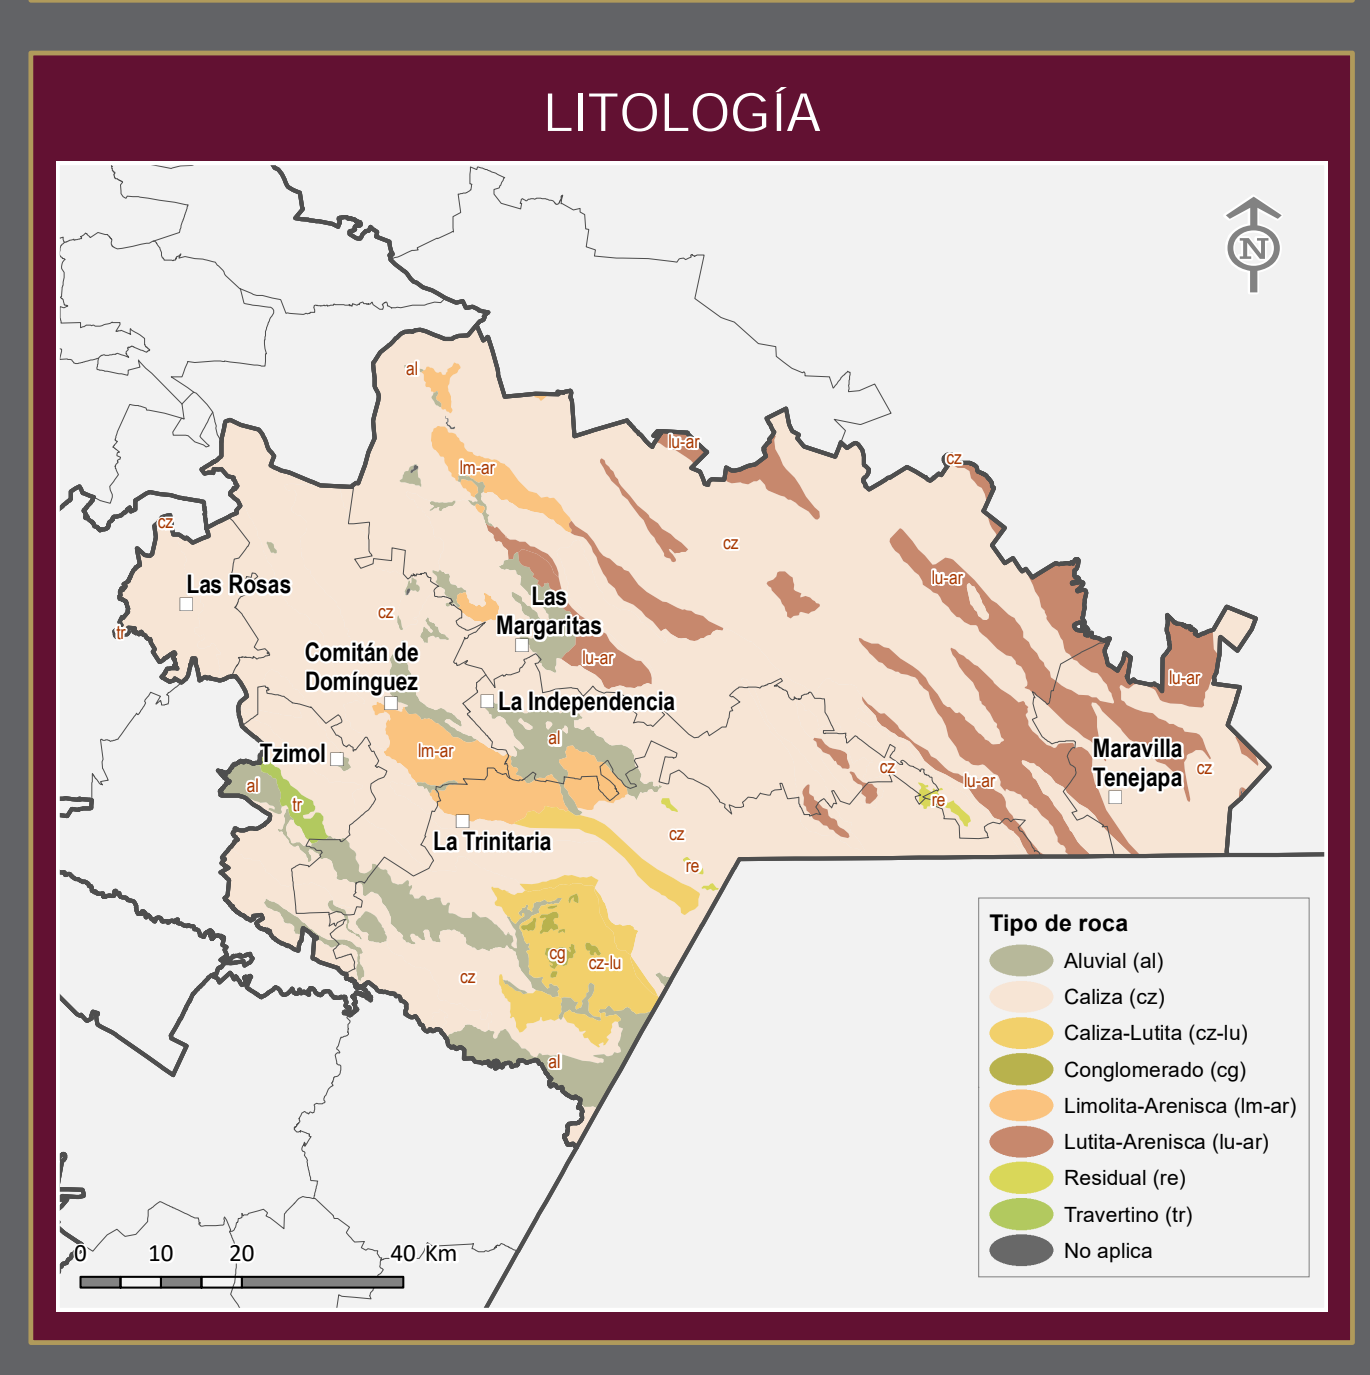 LITOLOGÍA
N
al
lu-ar
cz
lm-ar
cz
cz
lu-ar
Las Rosas
Las
Margaritas
cz
tr
Comitán de
Domínguez
lu-ar
lu-ar
La Independencia
al
lm-ar
Tzimol
Maravilla
Tenejapa
cz
cz
al
tr
lu-ar
re
La Trinitaria
cz
re
cg
cz-lu
cz
al
Tipo de roca
Aluvial (al)
Caliza (cz)
Caliza-Lutita (cz-lu)
Conglomerado (cg)
Limolita-Arenisca (lm-ar)
Lutita-Arenisca (lu-ar)
Residual (re)
Travertino (tr)
No aplica
0 10 20 40 Km